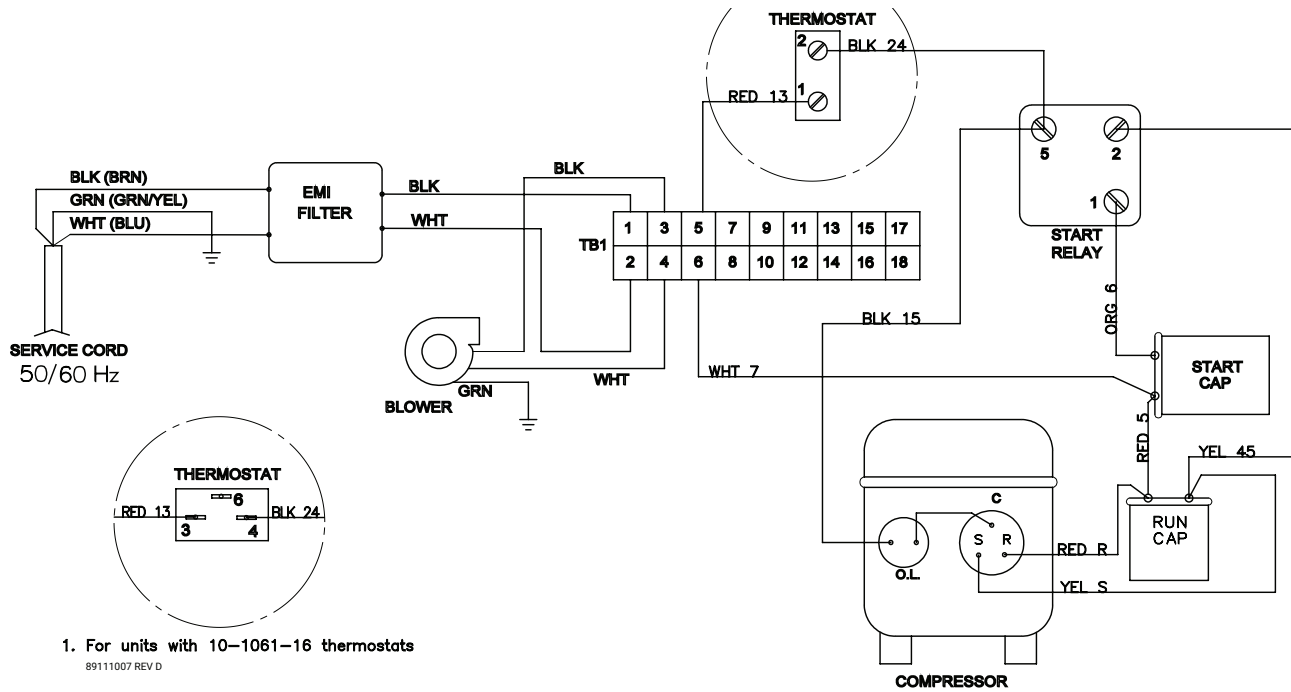 THERMOSTAT
2
BLK 24
1
RED 13
5
2
1
START
RELAY
BLK (BRN)
GRN (GRN/YEL)
WHT (BLU)
EMI
FILTER
BLK
WHT
BLK
TB1
1 3 5 7 9 11 13 15 17
2 4 6 8 10 12 14 16 18
SERVICE CORD
50/60 Hz
BLOWER
GRN
WHT
BLK 15
WHT 7
ORG 6
START
CAP
RED 5
YEL 45
RUN
CAP
C
S R
O.L.
RED R
YEL S
COMPRESSOR
THERMOSTAT
6
RED 13
3
4
BLK 24
1. For units with 10-1061-16 thermostats
89111007 REV D